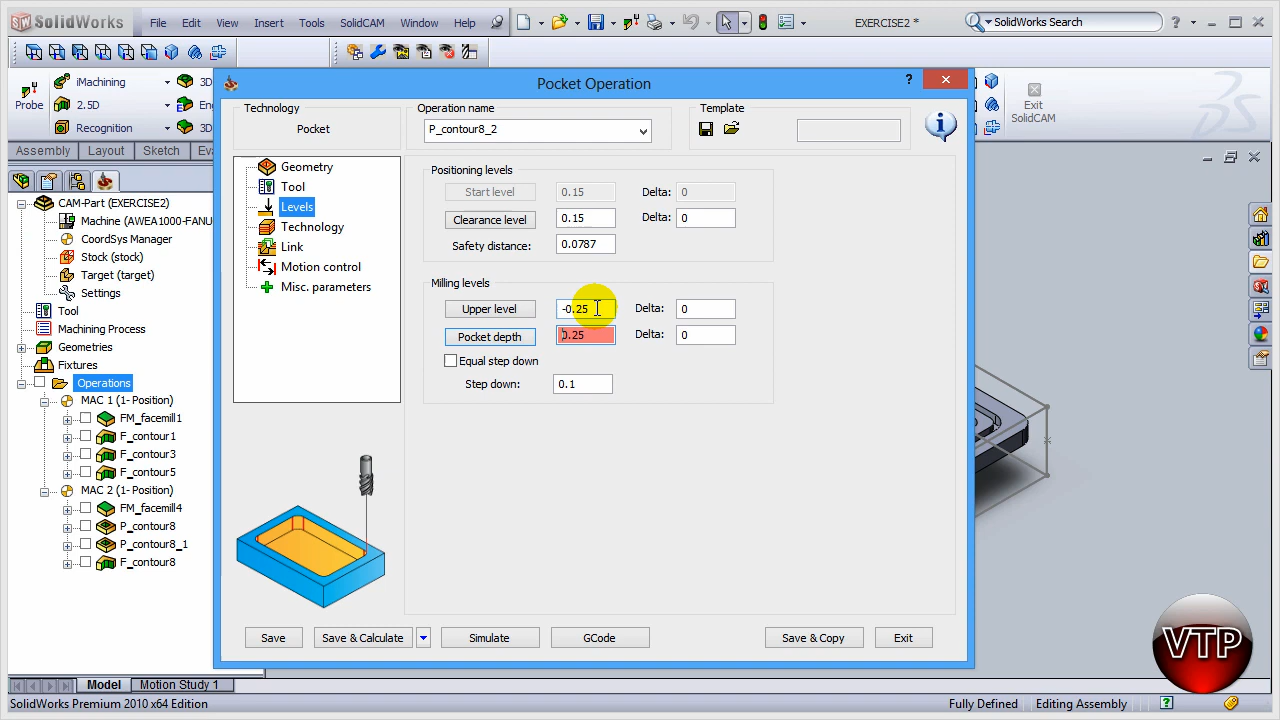 SolidWorks File Edit View Insert Tools SolidCAM Window Help EXERCISE2 * SolidWorks Search
Probe iMachining 3D
2.5D En
Recognition 3D
Exit SolidCAM
Assembly Layout Sketch Eva
Pocket Operation
Technology
Pocket
Operation name
P_contour8_2
Template
Geometry
Tool
Levels
Technology
Link
Motion control
Misc. parameters
Positioning levels
Start level 0.15 Delta: 0
Clearance level 0.15 Delta: 0
Safety distance: 0.0787
Milling levels
Upper level -0.25 Delta: 0
Pocket depth 0.25 Delta: 0
Equal step down
Step down: 0.1
Save Save & Calculate Simulate GCode Save & Copy Exit
CAM-Part (EXERCISE2)
Machine (AWEA1000-FANU
CoordSys Manager
Stock (stock)
Target (target)
Settings
Tool
Machining Process
Geometries
Fixtures
Operations
MAC 1 (1- Position)
FM_facemill1
F_contour1
F_contour3
F_contour5
MAC 2 (1- Position)
FM_facemill4
P_contour8
P_contour8_1
F_contour8
VTP
Model Motion Study 1
SolidWorks Premium 2010 x64 Edition Fully Defined Editing Assembly